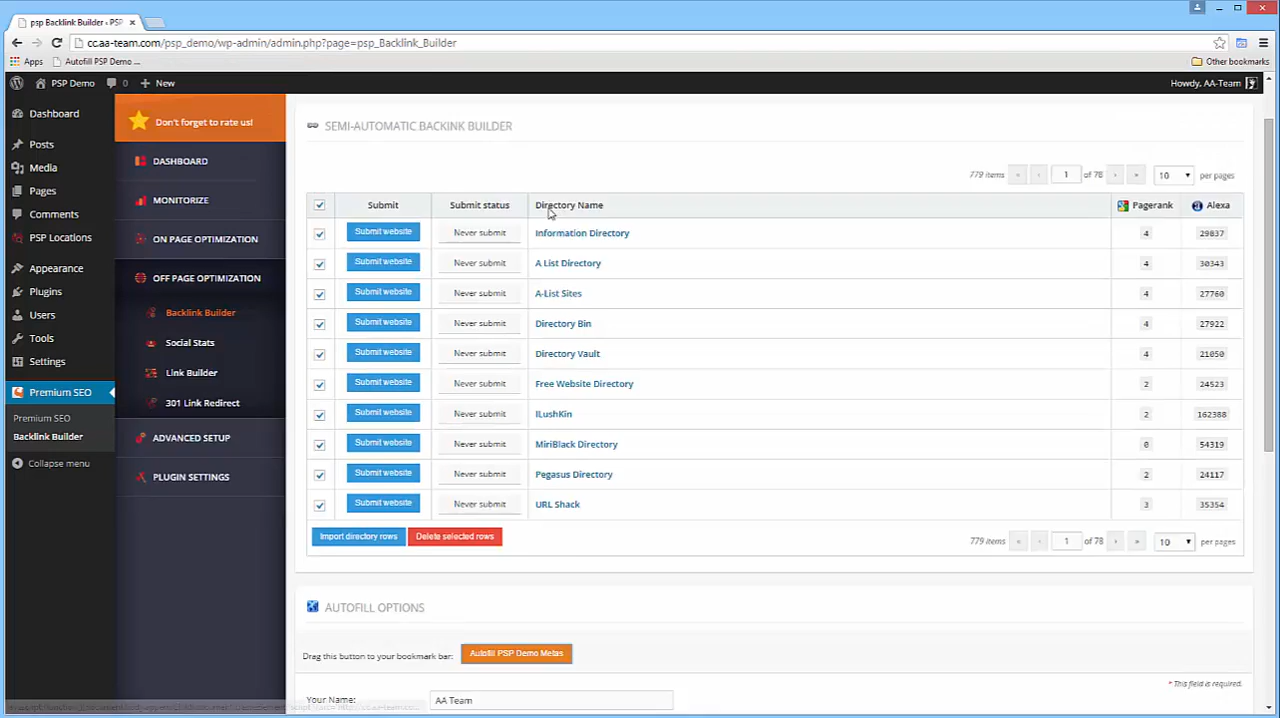 psp Backlink Builder ‹ PSP
cc.aa-team.com/psp_demo/wp-admin/admin.php?page=psp_Backlink_Builder
Apps Autofill PSP Demo ... Other bookmarks
PSP Demo 0 + New Howdy, AA-Team
Dashboard
Posts
Media
Pages
Comments
PSP Locations
Appearance
Plugins
Users
Tools
Settings
Premium SEO
Premium SEO
Backlink Builder
Collapse menu
Don't forget to rate us!
DASHBOARD
MONITORIZE
ON PAGE OPTIMIZATION
OFF PAGE OPTIMIZATION
Backlink Builder
Social Stats
Link Builder
301 Link Redirect
ADVANCED SETUP
PLUGIN SETTINGS
SEMI-AUTOMATIC BACKINK BUILDER
779 items « ‹ 1 of 78 › » 10 per pages
Submit Submit status Directory Name Pagerank Alexa
Submit website Never submit Information Directory 4 29837
Submit website Never submit A List Directory 4 30343
Submit website Never submit A-List Sites 4 27760
Submit website Never submit Directory Bin 4 27922
Submit website Never submit Directory Vault 4 21050
Submit website Never submit Free Website Directory 2 24523
Submit website Never submit ILushKin 2 162388
Submit website Never submit MiriBlack Directory 0 54319
Submit website Never submit Pegasus Directory 2 24117
Submit website Never submit URL Shack 3 35354
Import directory rows Delete selected rows 779 items « ‹ 1 of 78 › » 10 per pages
AUTOFILL OPTIONS
Drag this button to your bookmark bar: Autofill PSP Demo Metas
* This field is required.
Your Name: AA Team